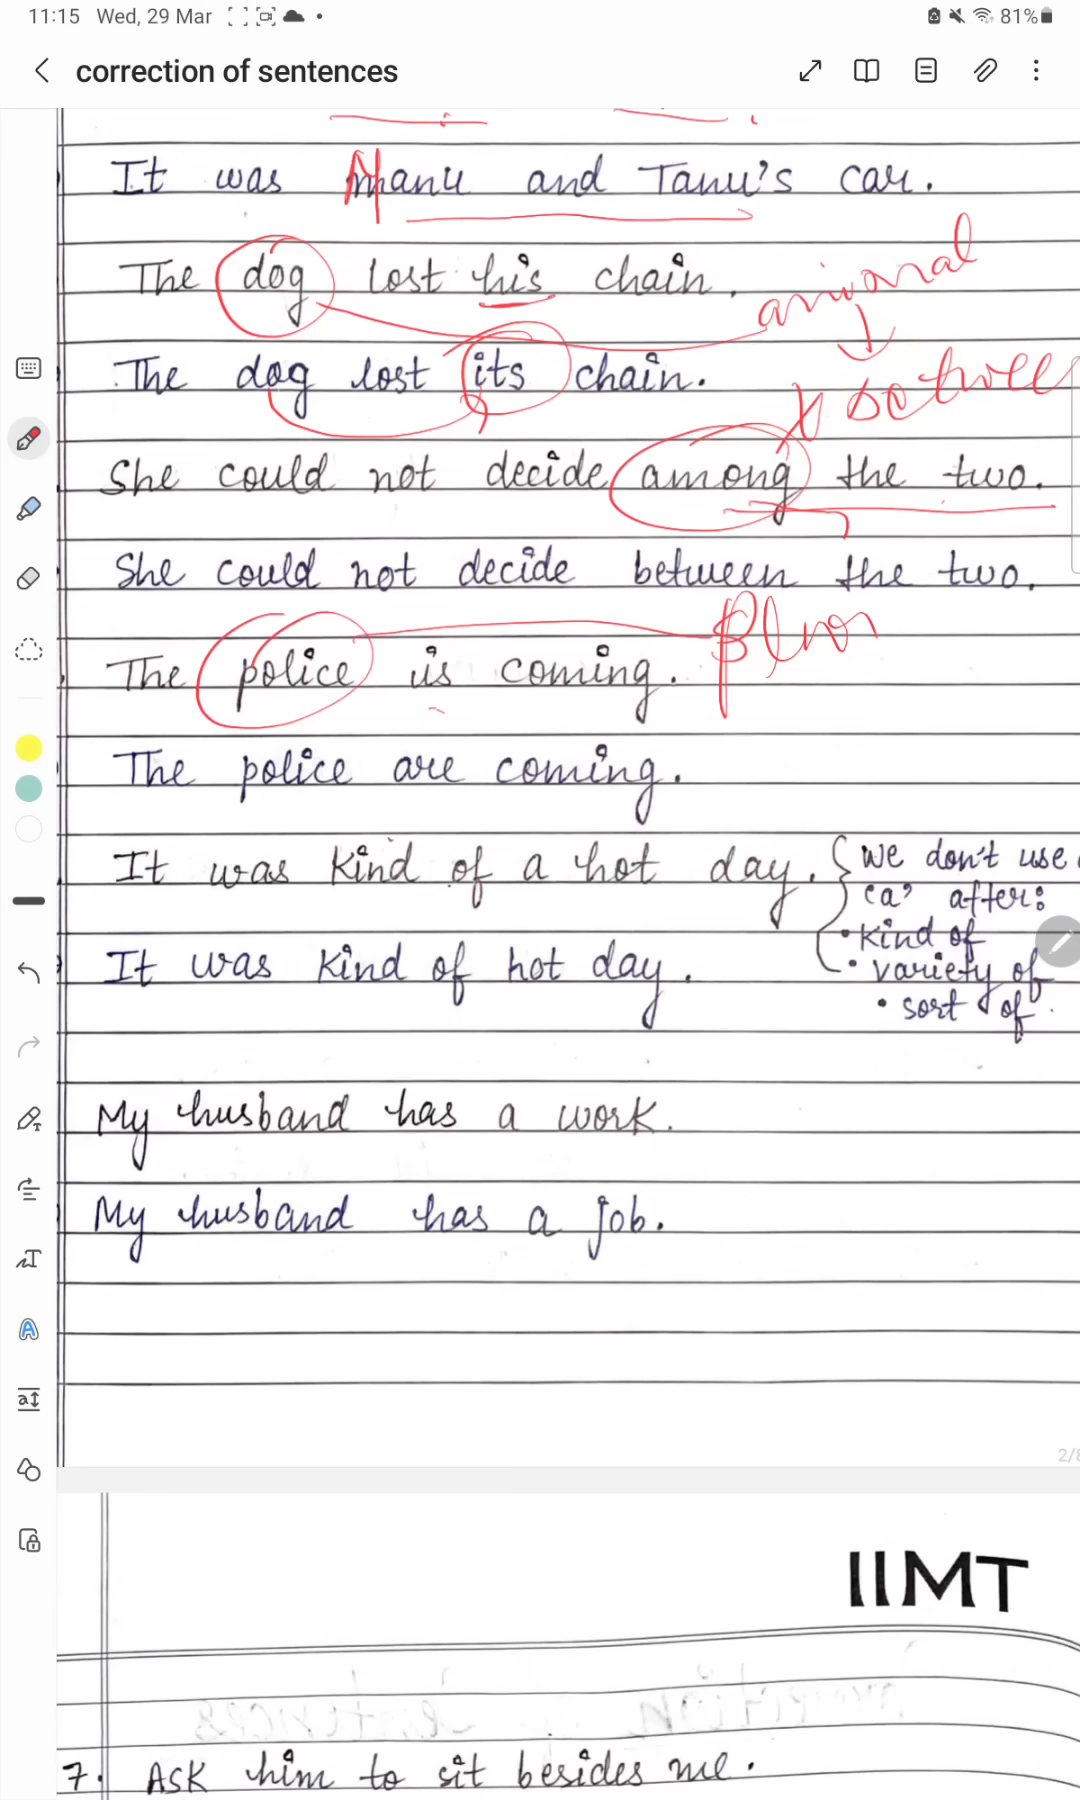 11:15 Wed, 29 Mar 81%
correction of sentences
It was Manu and Tanu's car.
The dog lost his chain.
animal
The dog lost its chain.
She could not decide among the two.
She could not decide between the two.
The police is coming.
The police are coming.
It was kind of a hot day.
we don't use
'a' after:
• kind of
• variety of
• sort of.
It was kind of hot day.
My husband has a work.
My husband has a job.
2/8
IIMT
7. Ask him to sit besides me.